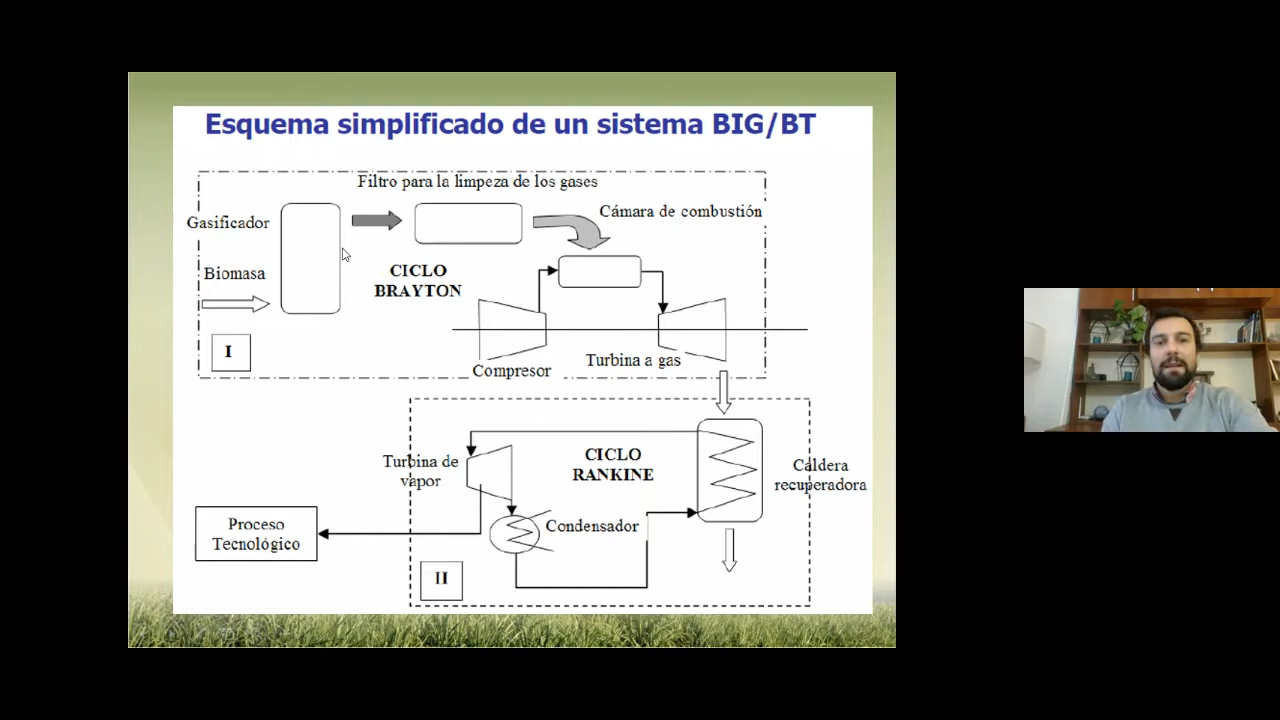 Esquema simplificado de un sistema BIG/BT
Filtro para la limpeza de los gases
Gasificador
Cámara de combustión
Biomasa
CICLO
BRAYTON
I
Compresor
Turbina a gas
Turbina de
vapor
CICLO
RANKINE
Caldera
recuperadora
Proceso
Tecnológico
Condensador
II